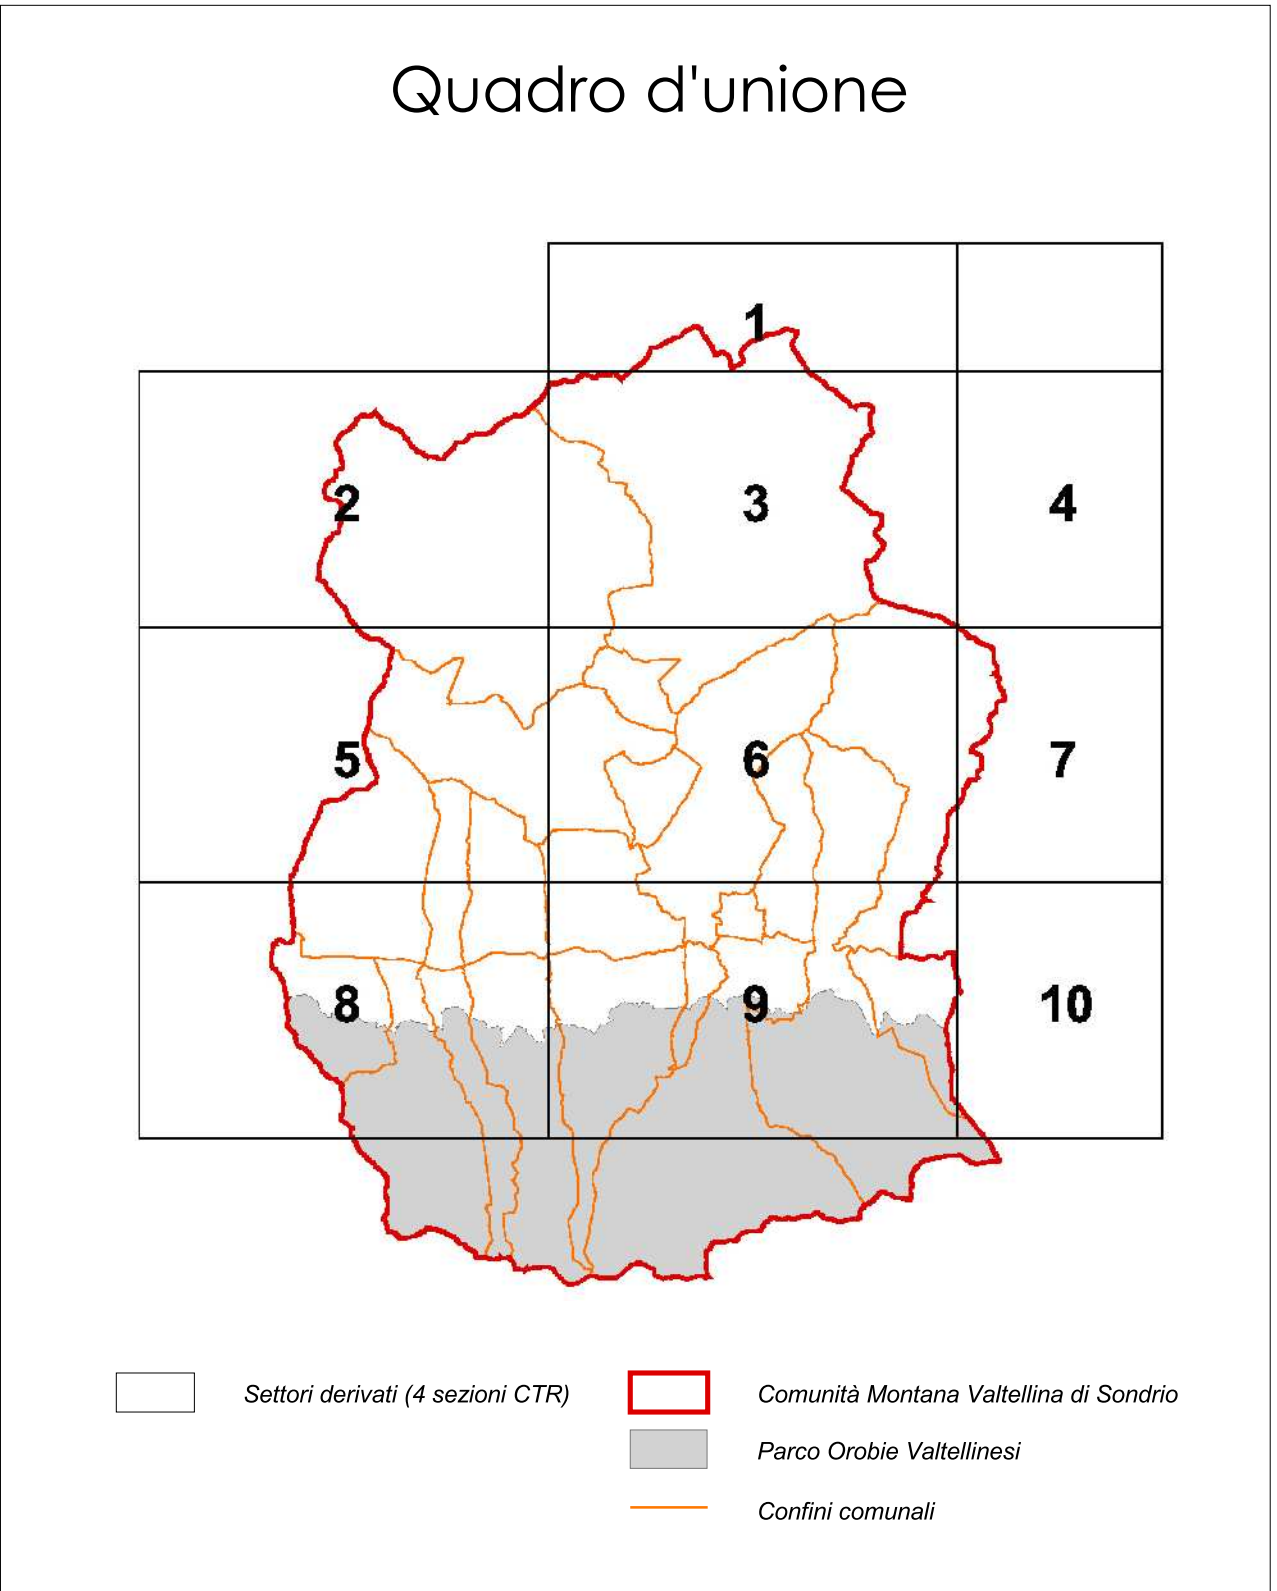 Quadro d'unione
1
2
3
4
5
6
7
8
9
10
Settori derivati (4 sezioni CTR)
Comunità Montana Valtellina di Sondrio
Parco Orobie Valtellinesi
Confini comunali